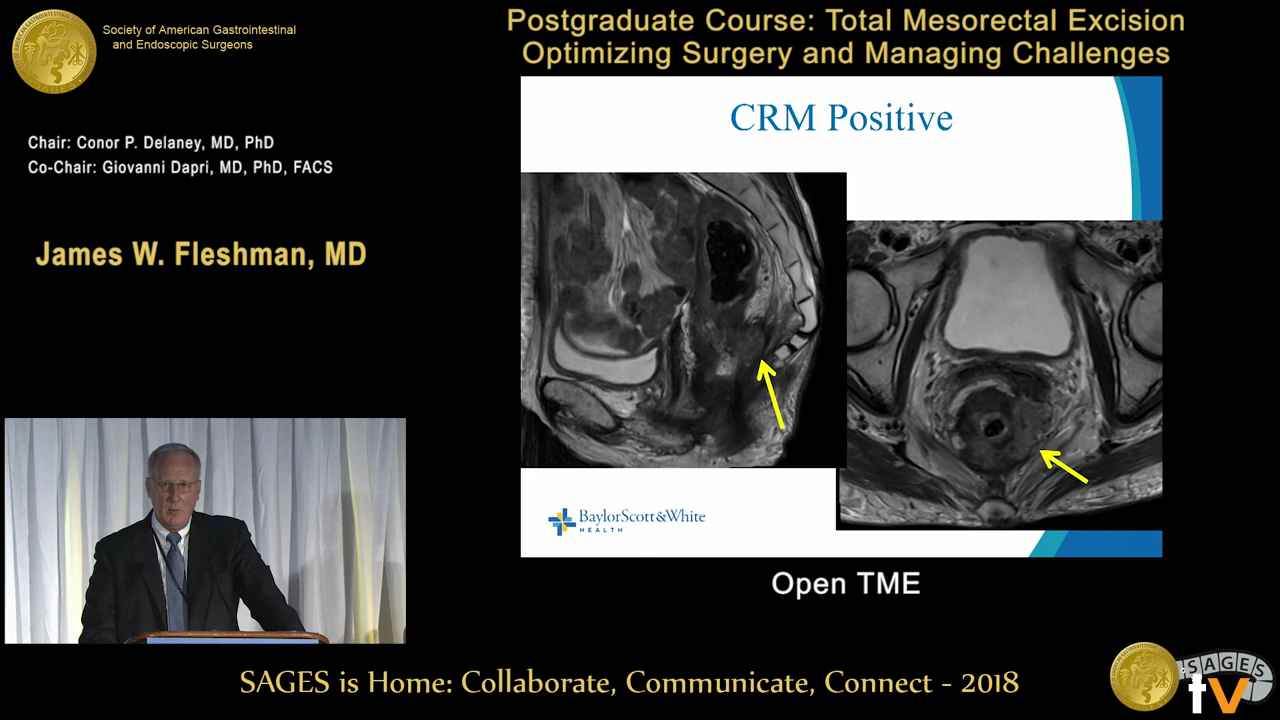 Society of American Gastrointestinal
and Endoscopic Surgeons
Postgraduate Course: Total Mesorectal Excision
Optimizing Surgery and Managing Challenges
Chair: Conor P. Delaney, MD, PhD
Co-Chair: Giovanni Dapri, MD, PhD, FACS
James W. Fleshman, MD
CRM Positive
BaylorScott&White
HEALTH
Open TME
SAGES is Home: Collaborate, Communicate, Connect - 2018
SAGES
tv